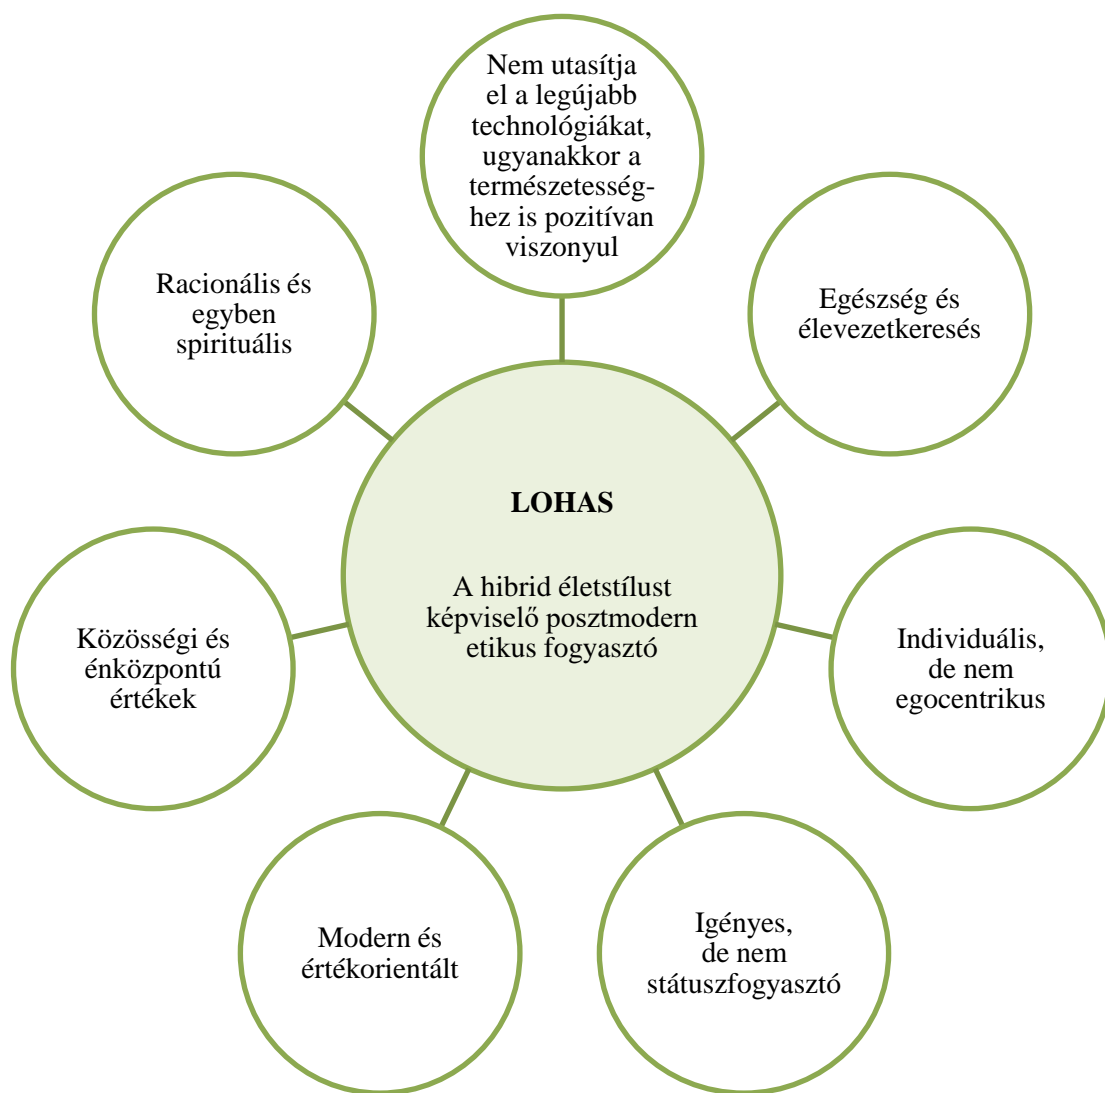 Nem utasítja
el a legújabb
technológiákat,
ugyanakkor a
természetesség-
hez is pozitívan
viszonyul
Egészség és
élevezetkeresés
Individuális,
de nem
egocentrikus
Igényes,
de nem
státuszfogyasztó
Modern és
értékorientált
Közösségi és
énközpontú
értékek
Racionális és
egyben
spirituális
LOHAS
A hibrid életstílust
képviselő posztmodern
etikus fogyasztó